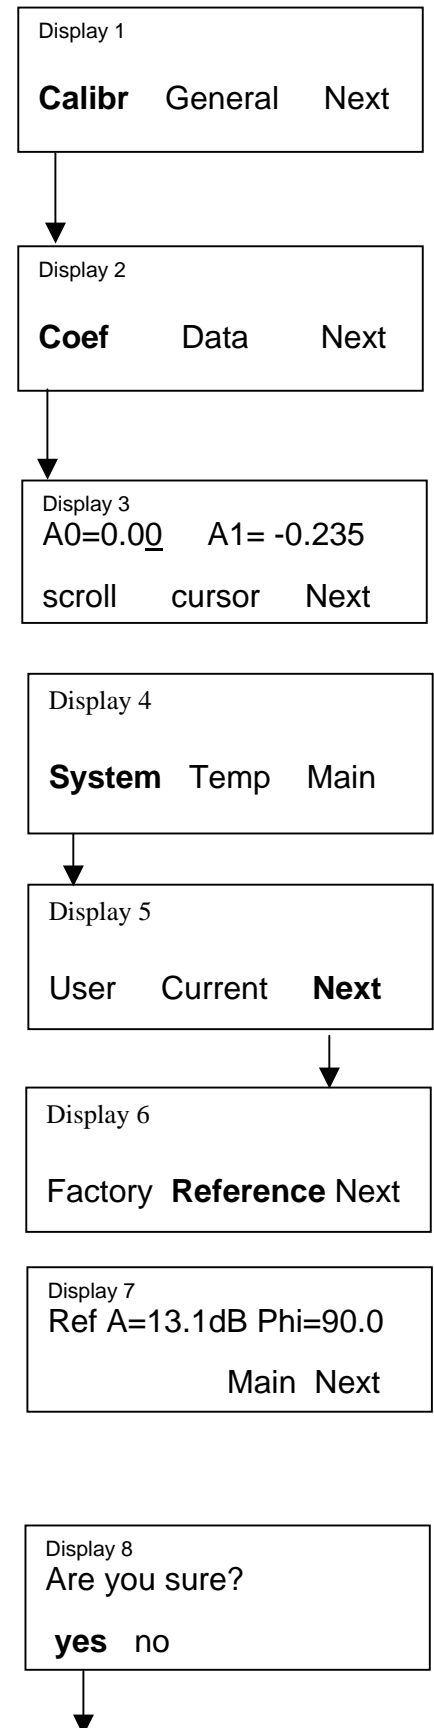 Display 1
Calibr General Next
Display 2
Coef Data Next
Display 3
A0=0.00 A1= -0.235
scroll cursor Next
Display 4
System Temp Main
Display 5
User Current Next
Display 6
Factory Reference Next
Display 7
Ref A=13.1dB Phi=90.0
Main Next
Display 8
Are you sure?
yes no